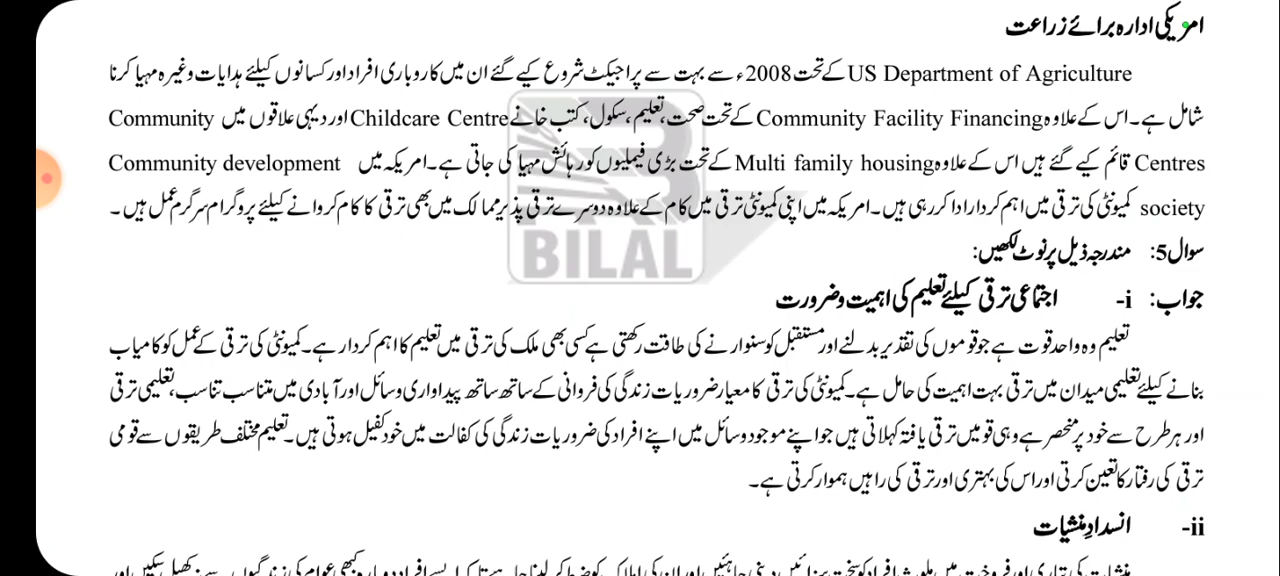 امریکی ادارہ برائے زراعت
US Department of Agriculture کے تحت 2008ء سے بہت سے پراجیکٹ شروع کیے گئے ان میں کاروباری افراد اور کسانوں کیلئے ہدایات وغیرہ مہیا کرنا
شامل ہے۔ اس کے علاوہ Community Facility Financing کے تحت صحت، تعلیم، سکول، کتب خانے Childcare Centre اور دیہی علاقوں میں Community
Centres قائم کیے گئے ہیں اس کے علاوہ Multi family housing کے تحت بڑی فیملیوں کو رہائش مہیا کی جاتی ہے۔ امریکہ میں Community development
society کمیونٹی کی ترقی میں اہم کردار ادا کر رہی ہیں۔ امریکہ میں اپنی کمیونٹی ترقی میں کام کے علاوہ دوسرے ترقی پذیر ممالک میں بھی ترقی کا کام کروانے کیلئے پروگرام سرگرم عمل ہیں۔
BILAL
سوال 5: مندرجہ ذیل پر نوٹ لکھیں:
جواب: i- اجتماعی ترقی کیلئے تعلیم کی اہمیت و ضرورت
تعلیم وہ واحد قوت ہے جو قوموں کی تقدیر بدلنے اور مستقبل کو سنوارنے کی طاقت رکھتی ہے کسی بھی ملک کی ترقی میں تعلیم کا اہم کردار ہے۔ کمیونٹی کی ترقی کے عمل کو کامیاب
بنانے کیلئے تعلیمی میدان میں ترقی بہت اہمیت کی حامل ہے۔ کمیونٹی کی ترقی کا معیار ضروریات زندگی کی فروانی کے ساتھ ساتھ پیداواری وسائل اور آبادی میں متناسب تناسب، تعلیمی ترقی
اور ہر طرح سے خود پر منحصر ہے وہی قومیں ترقی یافتہ کہلاتی ہیں جو اپنے موجود وسائل میں اپنے افراد کی ضروریات زندگی کی کفالت میں خود کفیل ہوتی ہیں۔ تعلیم مختلف طریقوں سے قومی
ترقی کی رفتار کا تعین کرتی اور اس کی بہتری اور ترقی کی راہیں ہموار کرتی ہے۔
ii- انسدادِ منشیات